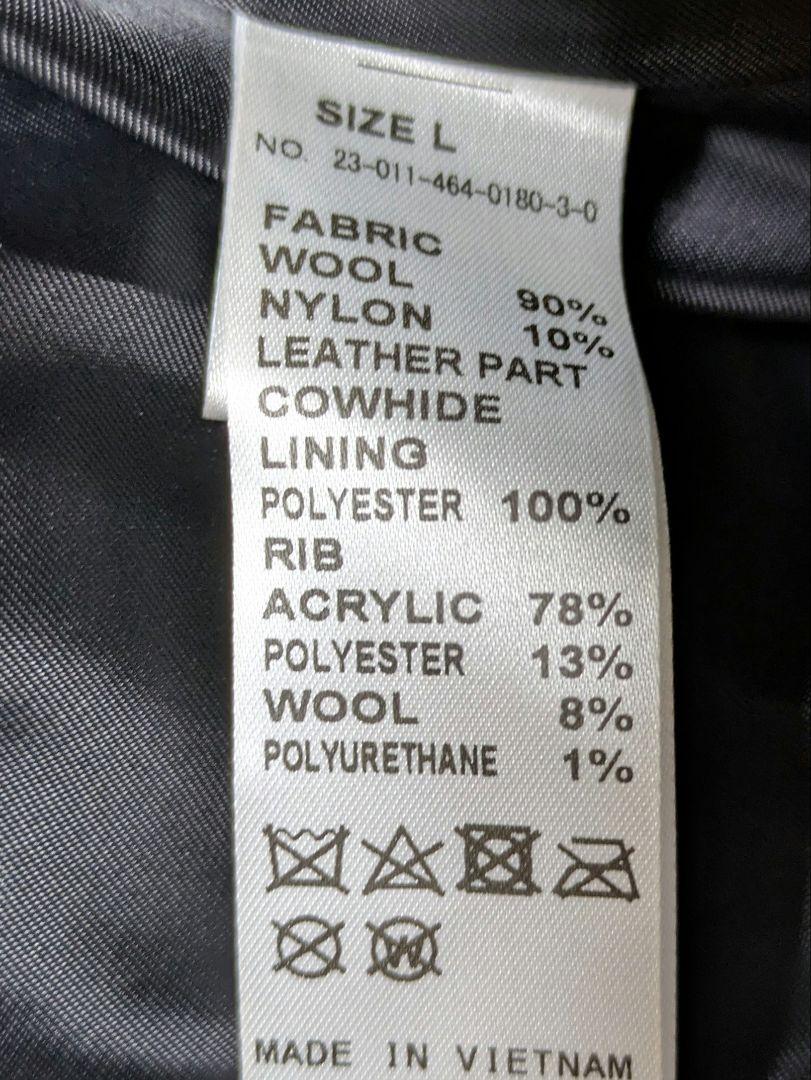 SIZE L
NO. 23-011-464-0180-3-0
FABRIC
WOOL 90%
NYLON 10%
LEATHER PART
COWHIDE
LINING
POLYESTER 100%
RIB
ACRYLIC 78%
POLYESTER 13%
WOOL 8%
POLYURETHANE 1%
W
MADE IN VIETNAM